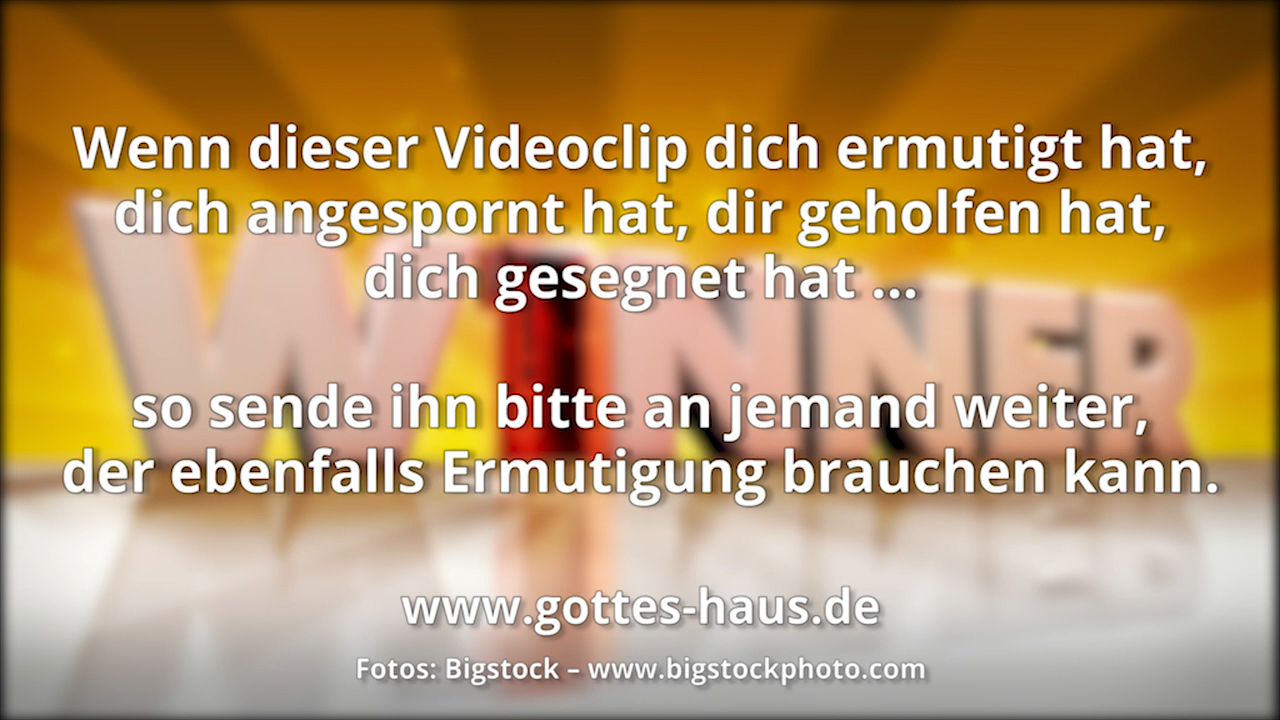 Wenn dieser Videoclip dich ermutigt hat,
dich angespornt hat, dir geholfen hat,
dich gesegnet hat ...
so sende ihn bitte an jemand weiter,
der ebenfalls Ermutigung brauchen kann.
www.gottes-haus.de
Fotos: Bigstock – www.bigstockphoto.com
WINNER